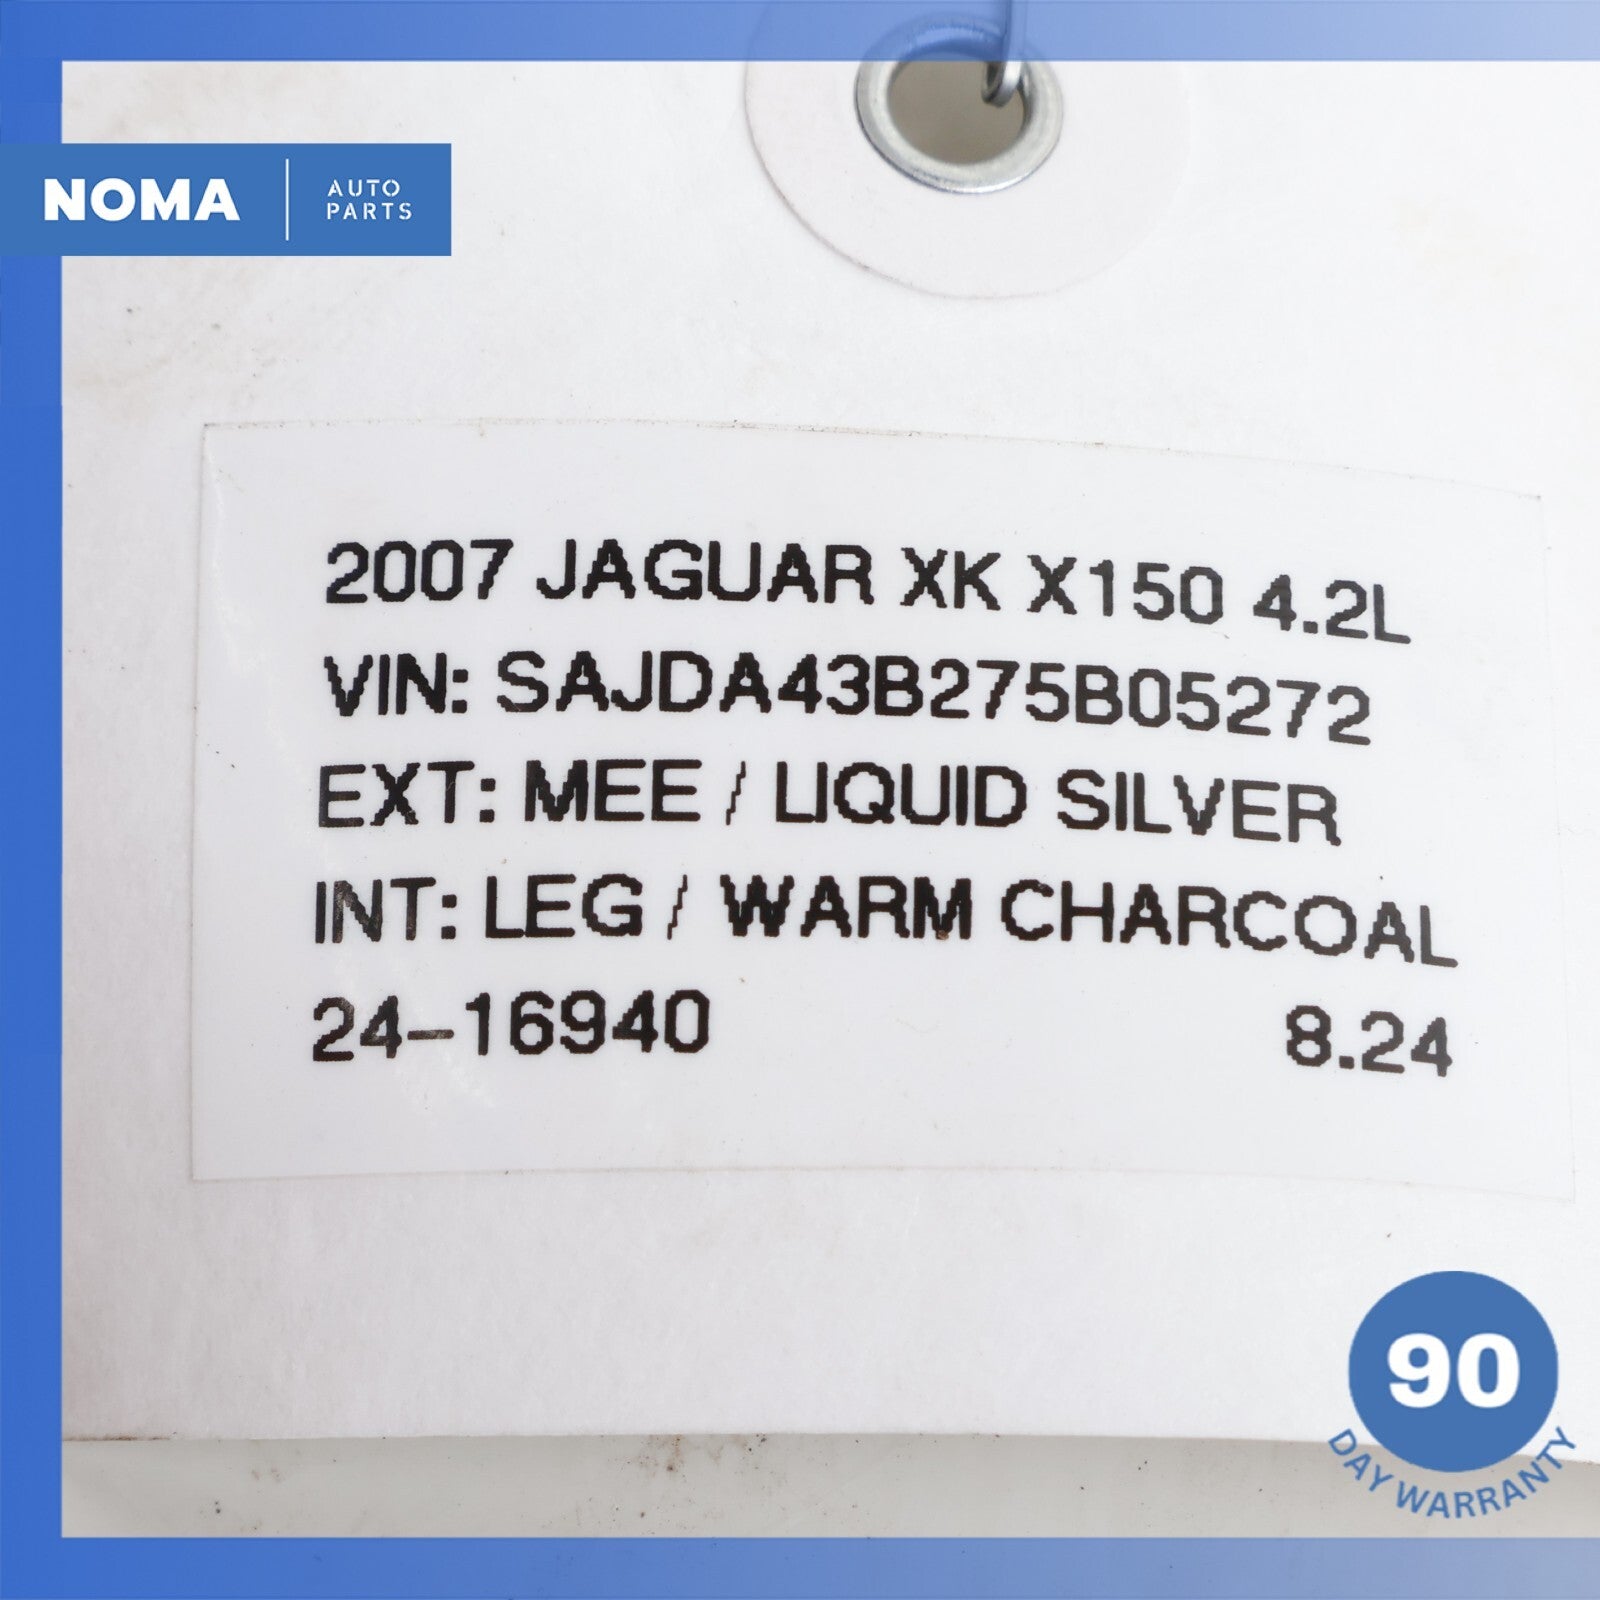 NOMA
AUTO
PARTS
2007 JAGUAR XK X150 4.2L
VIN: SAJDA43B275B05272
EXT: MEE / LIQUID SILVER
INT: LEG / WARM CHARCOAL
24-16940 8.24
90
DAY WARRANTY